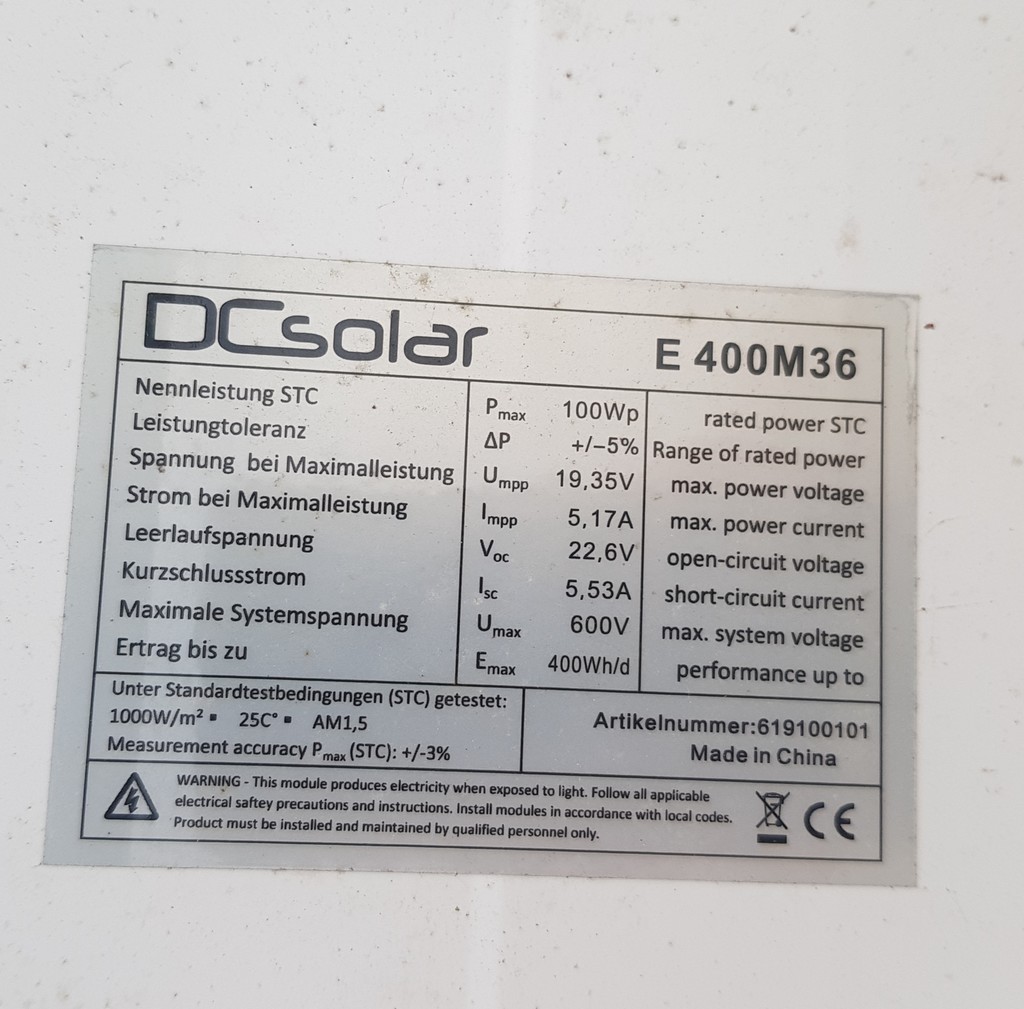 DCsolar E 400M36
Nennleistung STC Pmax 100Wp rated power STC
Leistungtoleranz ΔP +/-5% Range of rated power
Spannung bei Maximalleistung Umpp 19,35V max. power voltage
Strom bei Maximalleistung Impp 5,17A max. power current
Leerlaufspannung Voc 22,6V open-circuit voltage
Kurzschlussstrom Isc 5,53A short-circuit current
Maximale Systemspannung Umax 600V max. system voltage
Ertrag bis zu Emax 400Wh/d performance up to
Unter Standardtestbedingungen (STC) getestet:
1000W/m² ▪ 25C° ▪ AM1,5
Measurement accuracy Pmax (STC): +/-3%
Artikelnummer:619100101
Made in China
WARNING - This module produces electricity when exposed to light. Follow all applicable
electrical saftey precautions and instructions. Install modules in accordance with local codes.
Product must be installed and maintained by qualified personnel only.
CE